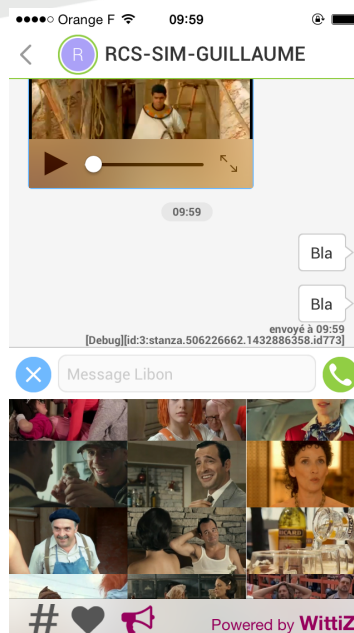 Orange F 09:59
R RCS-SIM-GUILLAUME
09:59
Bla
Bla
envoyé à 09:59
[Debug][id:3:stanza.506226662.1432886358.id773]
Message Libon
# Powered by WittiZ